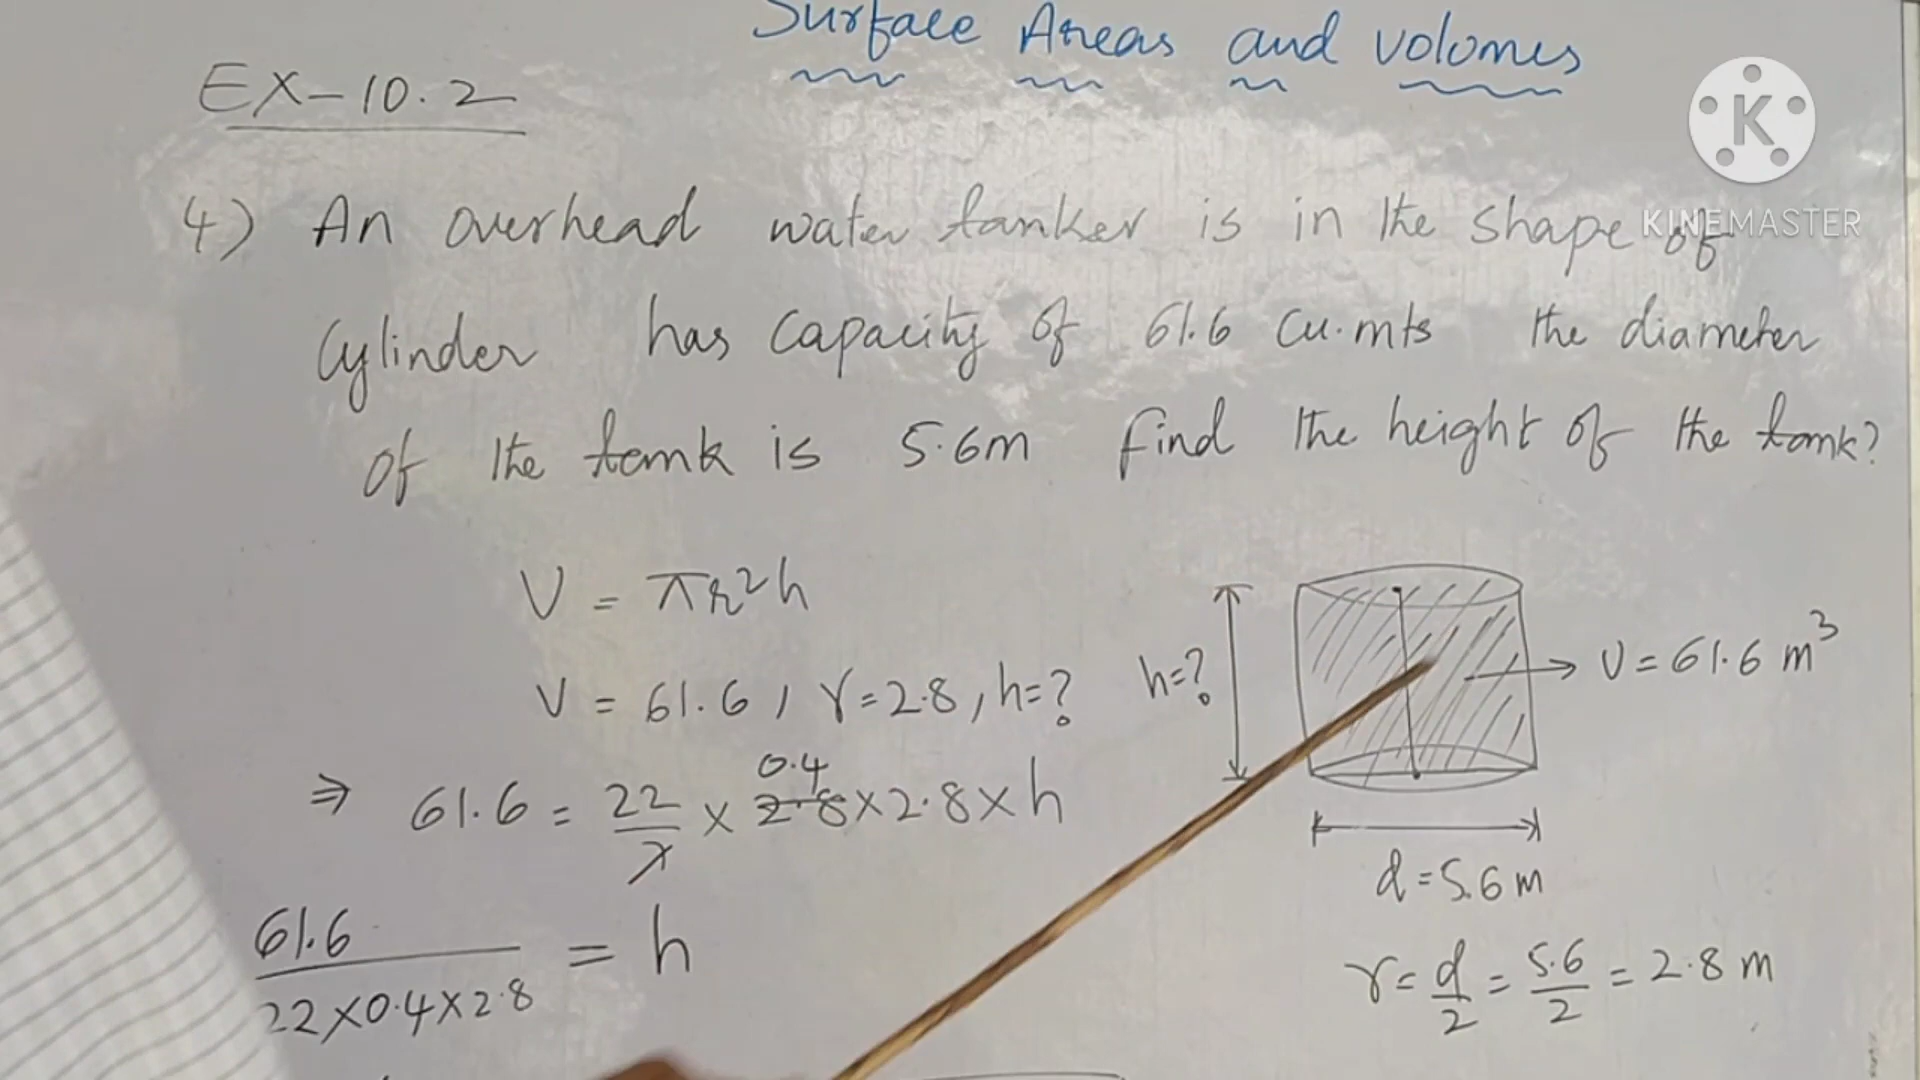 Surface Areas and Volomes
EX-10.2
K
KINEMASTER
4) An overhead water tanker is in the shape of
Cylinder has capacity of 61.6 Cu.mts the diameter
of the tank is 5.6m find the height of the tank?
V = πr²h
V = 61.6, r=2.8, h=?
⇒ 61.6 = 22/7 × 2.8 × 2.8 × h
0.4
61.6/22×0.4×2.8 = h
h=?
V = 61.6 m³
d = 5.6 m
r = d/2 = 5.6/2 = 2.8 m